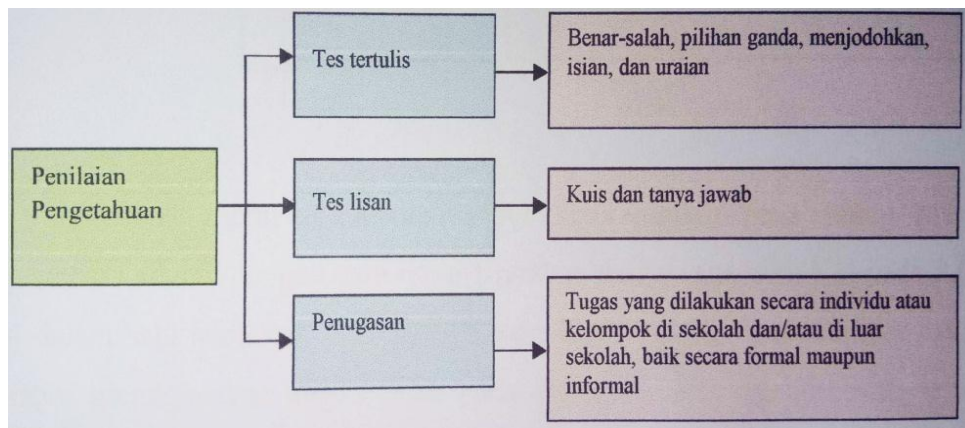 Penilaian
Pengetahuan
Tes tertulis
Benar-salah, pilihan ganda, menjodohkan,
isian, dan uraian
Tes lisan
Kuis dan tanya jawab
Penugasan
Tugas yang dilakukan secara individu atau
kelompok di sekolah dan/atau di luar
sekolah, baik secara formal maupun
informal